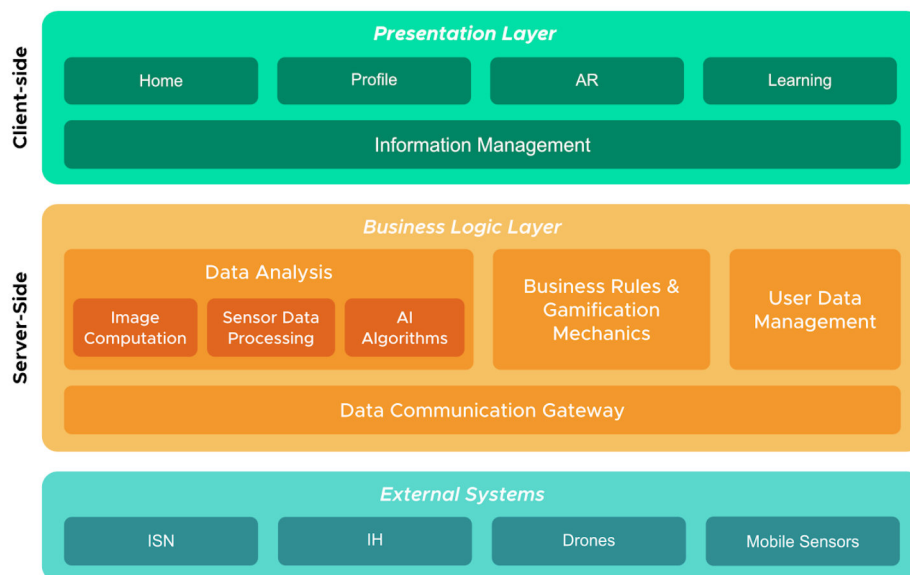 Client-side
Presentation Layer
Home
Profile
AR
Learning
Information Management
Server-Side
Business Logic Layer
Data Analysis
Image
Computation
Sensor Data
Processing
AI
Algorithms
Business Rules &
Gamification
Mechanics
User Data
Management
Data Communication Gateway
External Systems
ISN
IH
Drones
Mobile Sensors